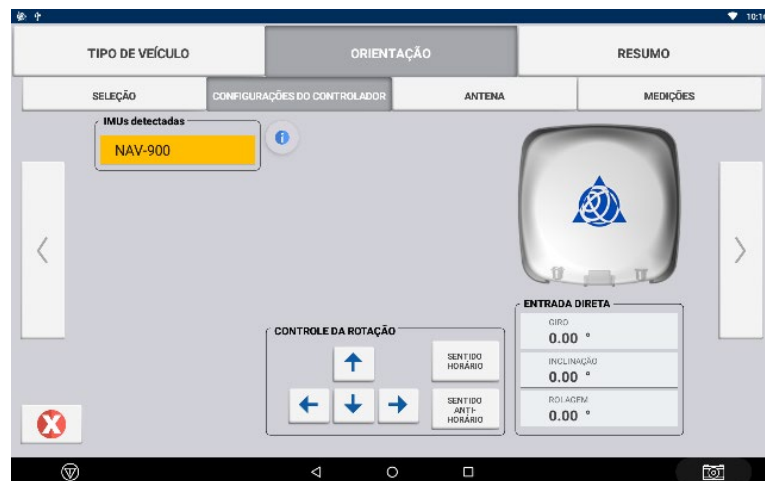 10:16
TIPO DE VEÍCULO
ORIENTAÇÃO
RESUMO
SELEÇÃO
CONFIGURAÇÕES DO CONTROLADOR
ANTENA
MEDIÇÕES
IMUs detectadas
NAV-900
ENTRADA DIRETA
GIRO
0.00 °
INCLINAÇÃO
0.00 °
ROLAGEM
0.00 °
CONTROLE DA ROTAÇÃO
SENTIDO
HORÁRIO
SENTIDO
ANTI-
HORÁRIO